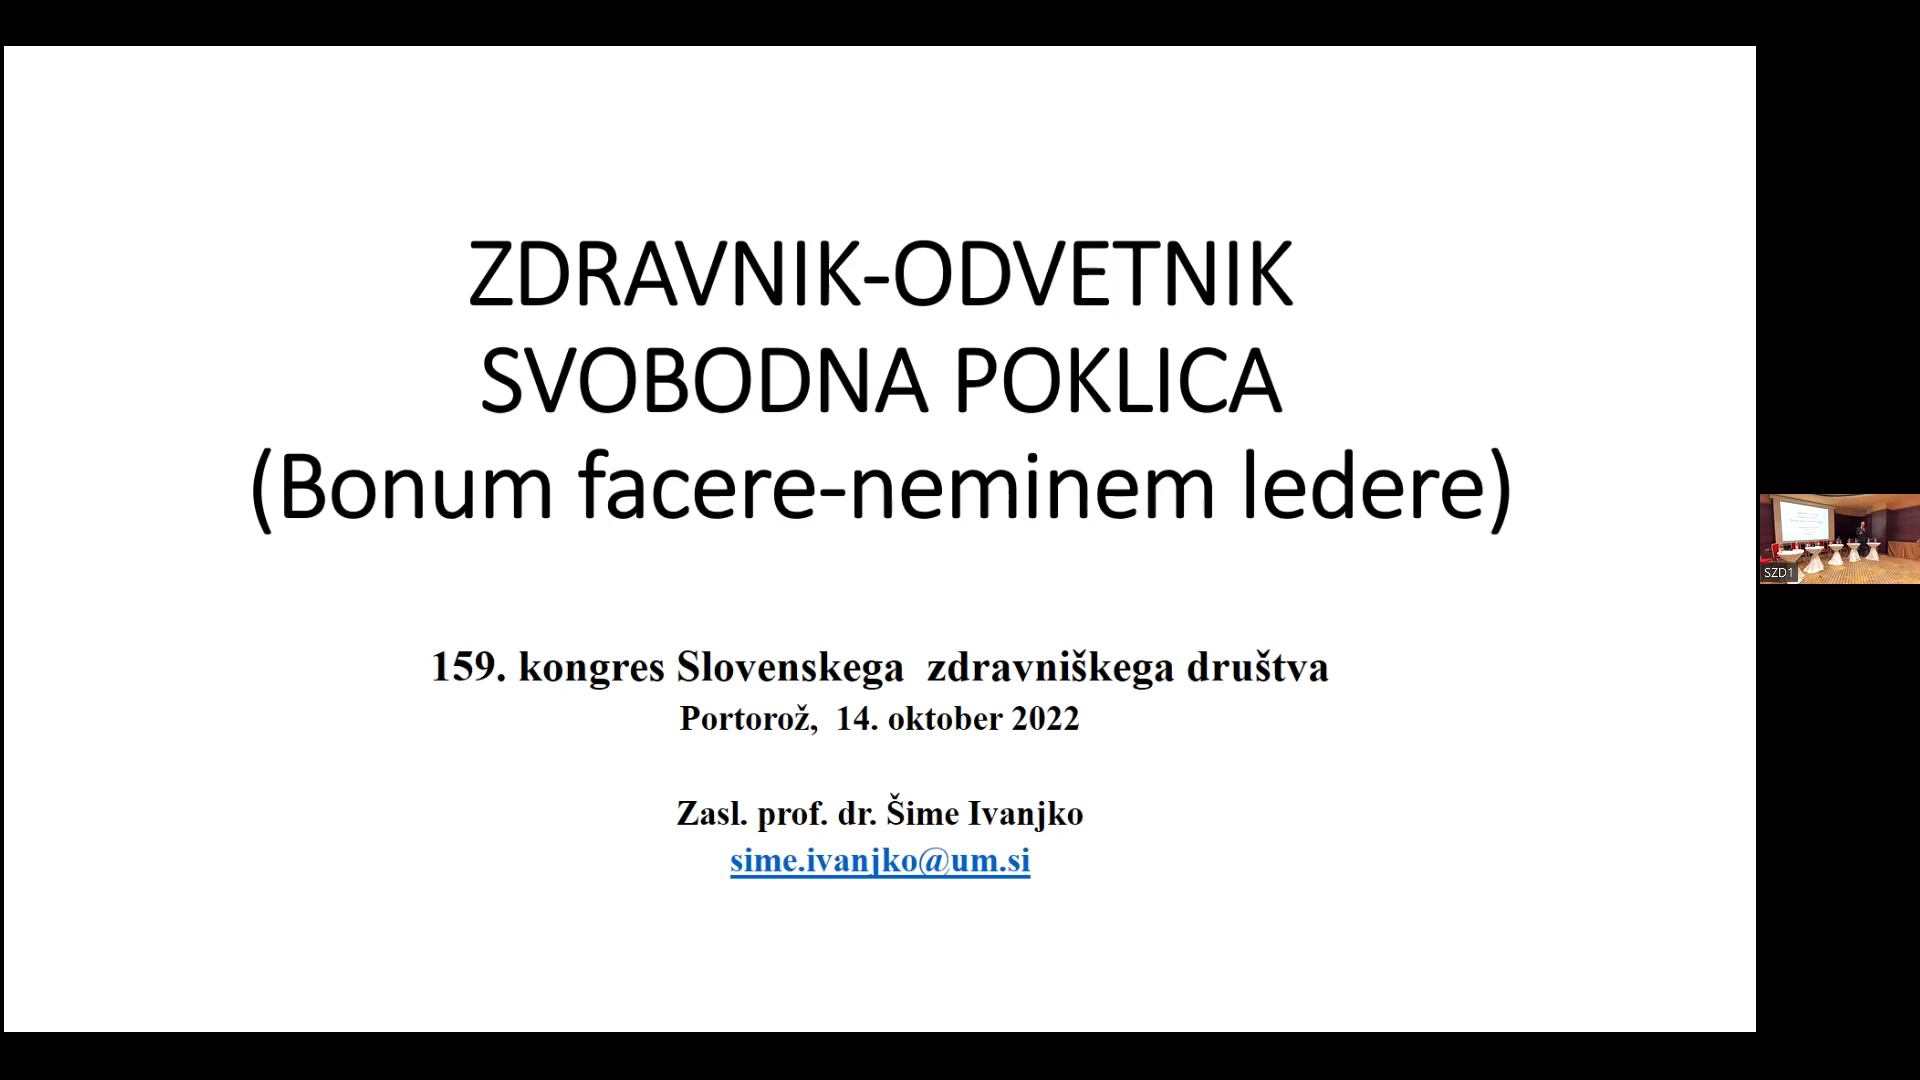 ZDRAVNIK-ODVETNIK
SVOBODNA POKLICA
(Bonum facere-neminem ledere)
159. kongres Slovenskega zdravniškega društva
Portorož, 14. oktober 2022
Zasl. prof. dr. Šime Ivanjko
sime.ivanjko@um.si
SZD1